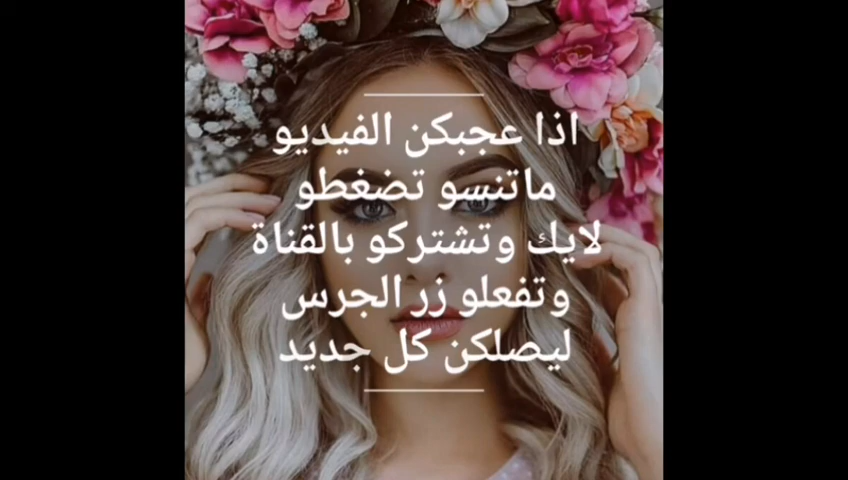 اذا عجبكن الفيديو
ماتنسو تضغطو
لايك وتشتركو بالقناة
وتفعلو زر الجرس
ليصلكن كل جديد